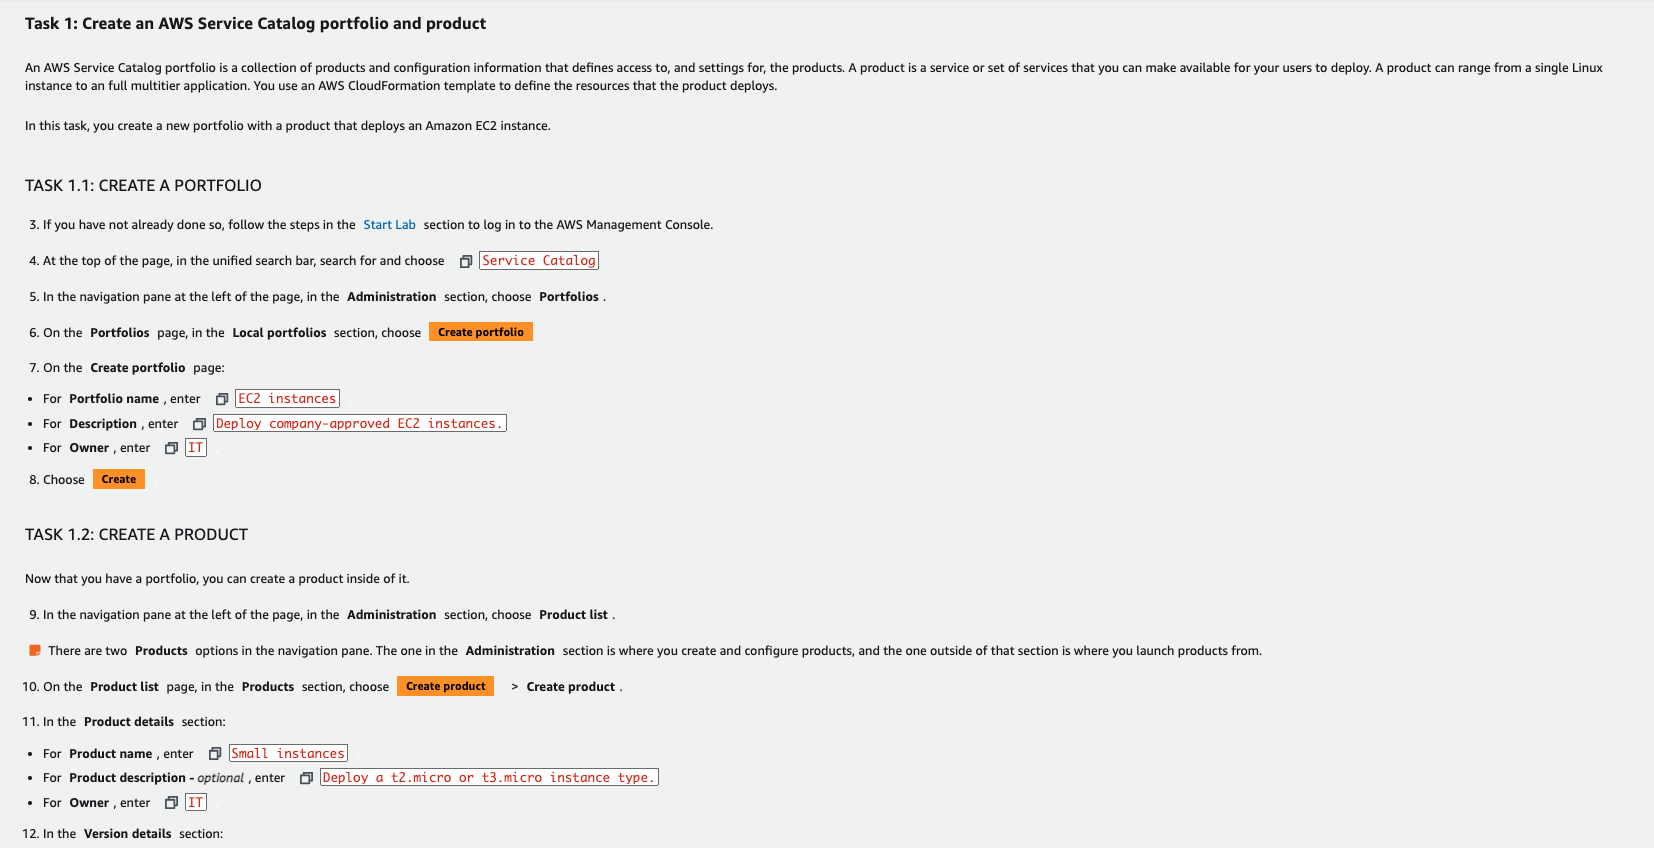 Task 1: Create an AWS Service Catalog portfolio and product
An AWS Service Catalog portfolio is a collection of products and configuration information that defines access to, and settings for, the products. A product is a service or set of services that you can make available for your users to deploy. A product can range from a single Linux
instance to an full multitier application. You use an AWS CloudFormation template to define the resources that the product deploys.
In this task, you create a new portfolio with a product that deploys an Amazon EC2 instance.
TASK 1.1: CREATE A PORTFOLIO
3. If you have not already done so, follow the steps in the Start Lab section to log in to the AWS Management Console.
4. At the top of the page, in the unified search bar, search for and choose Service Catalog
5. In the navigation pane at the left of the page, in the Administration section, choose Portfolios .
6. On the Portfolios page, in the Local portfolios section, choose Create portfolio
7. On the Create portfolio page:
• For Portfolio name , enter EC2 instances
• For Description , enter Deploy company-approved EC2 instances.
• For Owner , enter IT
8. Choose Create
TASK 1.2: CREATE A PRODUCT
Now that you have a portfolio, you can create a product inside of it.
9. In the navigation pane at the left of the page, in the Administration section, choose Product list .
There are two Products options in the navigation pane. The one in the Administration section is where you create and configure products, and the one outside of that section is where you launch products from.
10. On the Product list page, in the Products section, choose Create product > Create product .
11. In the Product details section:
• For Product name , enter Small instances
• For Product description - optional , enter Deploy a t2.micro or t3.micro instance type.
• For Owner , enter IT
12. In the Version details section: